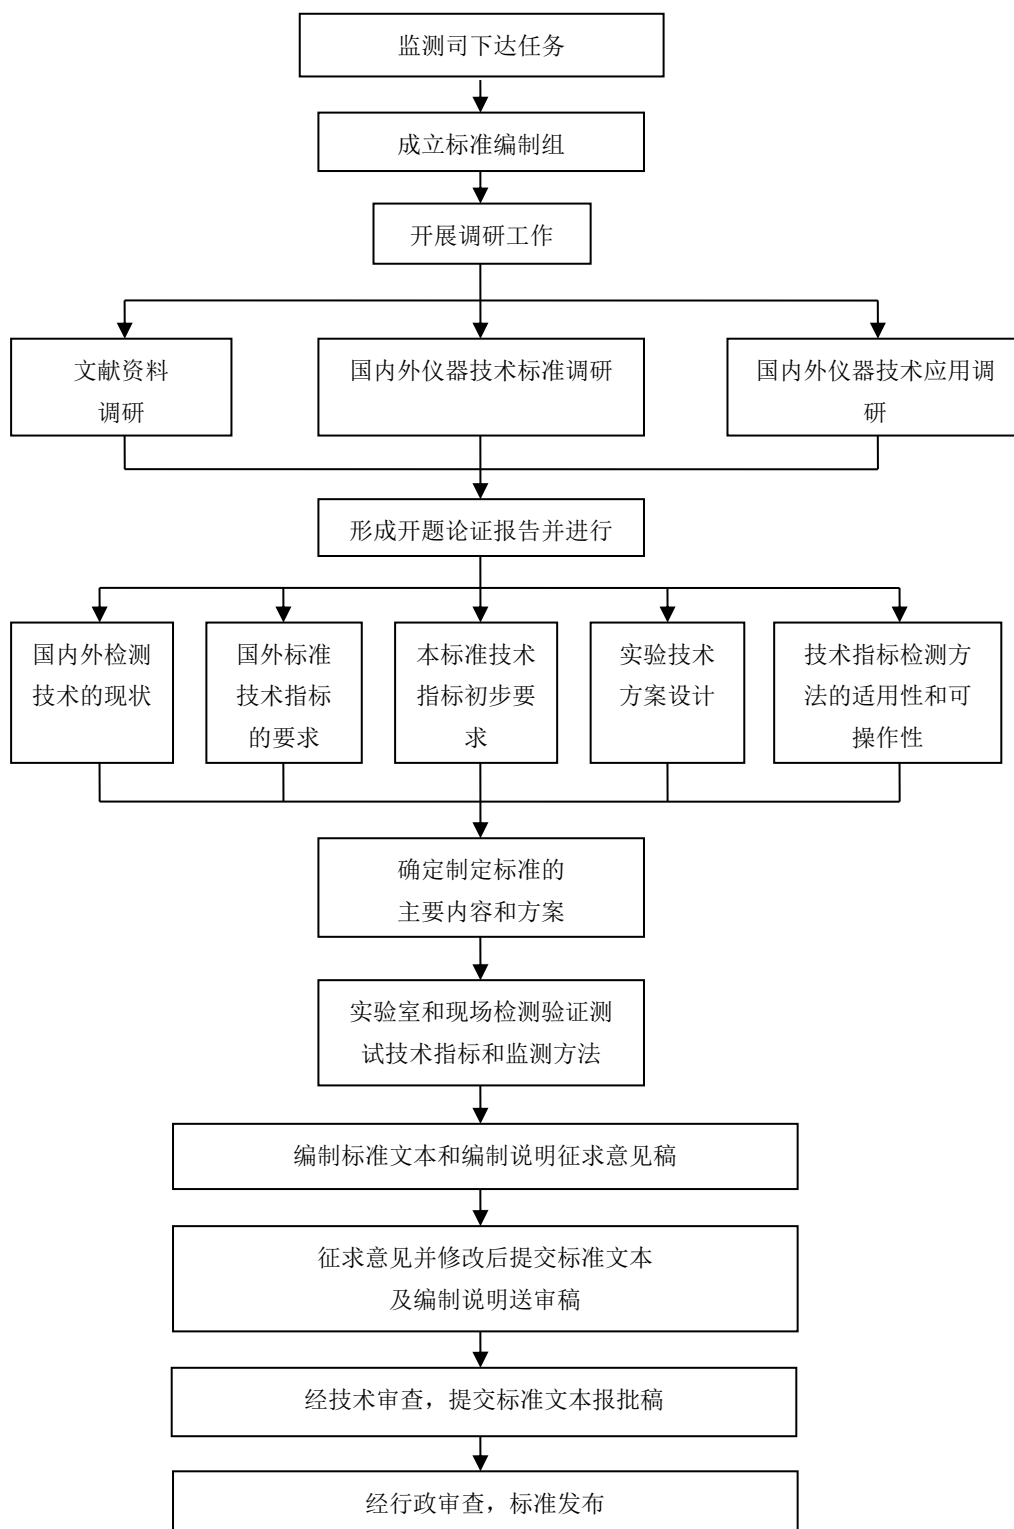 监测司下达任务
成立标准编制组
开展调研工作
文献资料
调研
国内外仪器技术标准调研
国内外仪器技术应用调
研
形成开题论证报告并进行
国内外检测
技术的现状
国外标准
技术指标
的要求
本标准技术
指标初步要
求
实验技术
方案设计
技术指标检测方
法的适用性和可
操作性
确定制定标准的
主要内容和方案
实验室和现场检测验证测
试技术指标和监测方法
编制标准文本和编制说明征求意见稿
征求意见并修改后提交标准文本
及编制说明送审稿
经技术审查，提交标准文本报批稿
经行政审查，标准发布